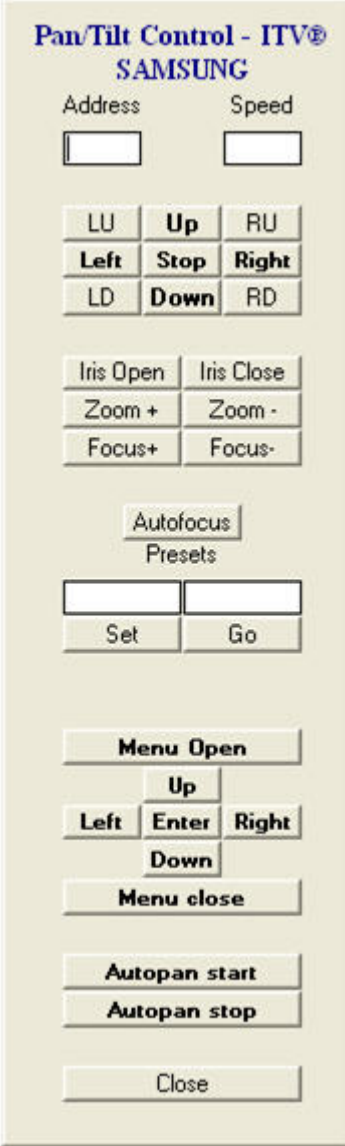 Pan/Tilt Control - ITV®
SAMSUNG
Address Speed
LU Up RU
Left Stop Right
LD Down RD
Iris Open Iris Close
Zoom + Zoom -
Focus+ Focus-
Autofocus
Presets
Set Go
Menu Open
Up
Left Enter Right
Down
Menu close
Autopan start
Autopan stop
Close